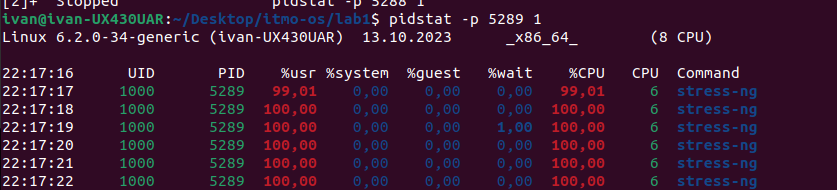 [2]+  Stopped                 pidstat -p 5288 1
ivan@ivan-UX430UAR:~/Desktop/itmo-os/lab1$ pidstat -p 5289 1
Linux 6.2.0-34-generic (ivan-UX430UAR)  13.10.2023      _x86_64_        (8 CPU)
22:17:16      UID       PID    %usr %system  %guest   %wait    %CPU   CPU  Command
22:17:17     1000      5289   99,01    0,00    0,00    0,00   99,01     6  stress-ng
22:17:18     1000      5289  100,00    0,00    0,00    0,00  100,00     6  stress-ng
22:17:19     1000      5289  100,00    0,00    0,00    1,00  100,00     6  stress-ng
22:17:20     1000      5289  100,00    0,00    0,00    0,00  100,00     6  stress-ng
22:17:21     1000      5289  100,00    0,00    0,00    0,00  100,00     6  stress-ng
22:17:22     1000      5289  100,00    0,00    0,00    0,00  100,00     6  stress-ng